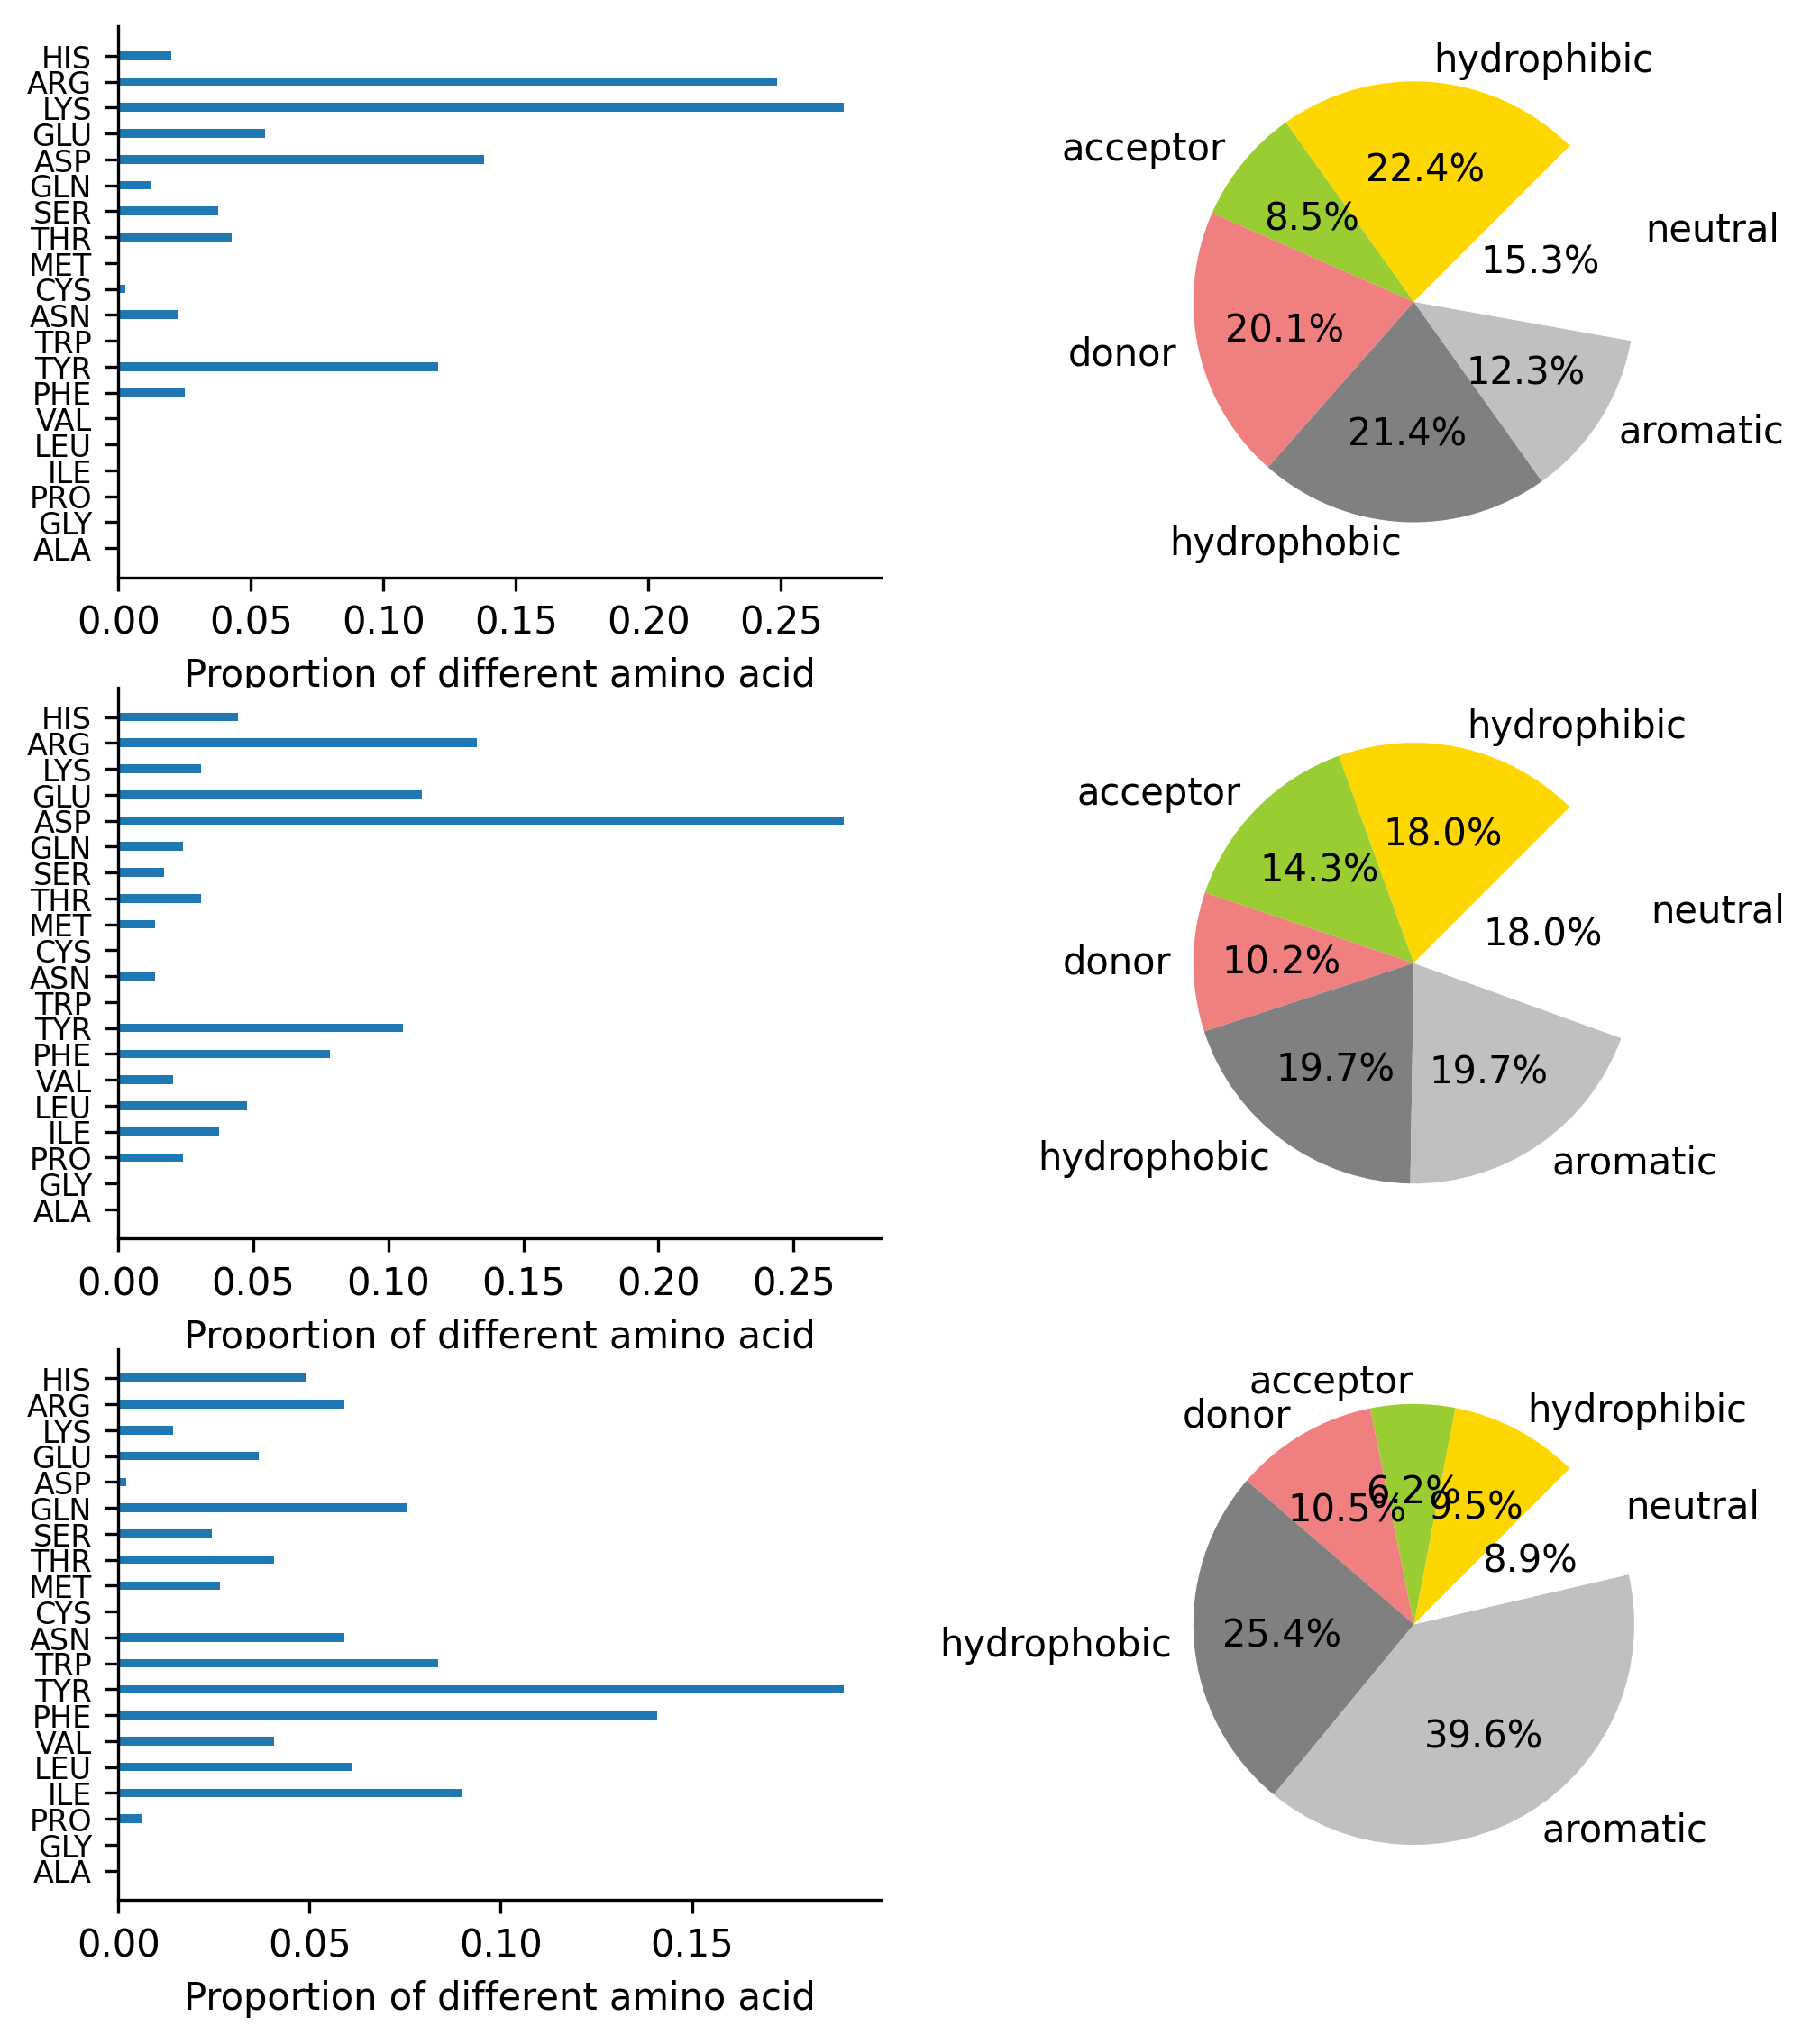 HIS
ARG
LYS
GLU
ASP
GLN
SER
THR
MET
CYS
ASN
TRP
TYR
PHE
VAL
LEU
ILE
PRO
GLY
ALA
0.00 0.05 0.10 0.15 0.20 0.25
Proportion of different amino acid
hydrophibic
acceptor
22.4%
8.5%
neutral
15.3%
donor
20.1%
12.3%
21.4%
aromatic
hydrophobic
HIS
ARG
LYS
GLU
ASP
GLN
SER
THR
MET
CYS
ASN
TRP
TYR
PHE
VAL
LEU
ILE
PRO
GLY
ALA
0.00 0.05 0.10 0.15 0.20 0.25
Proportion of different amino acid
hydrophibic
acceptor
18.0%
14.3%
neutral
18.0%
donor
10.2%
19.7%
19.7%
hydrophobic
aromatic
HIS
ARG
LYS
GLU
ASP
GLN
SER
THR
MET
CYS
ASN
TRP
TYR
PHE
VAL
LEU
ILE
PRO
GLY
ALA
0.00 0.05 0.10 0.15
Proportion of different amino acid
acceptor
donor
hydrophibic
6.2%
10.5%
9.5%
neutral
8.9%
hydrophobic
25.4%
39.6%
aromatic